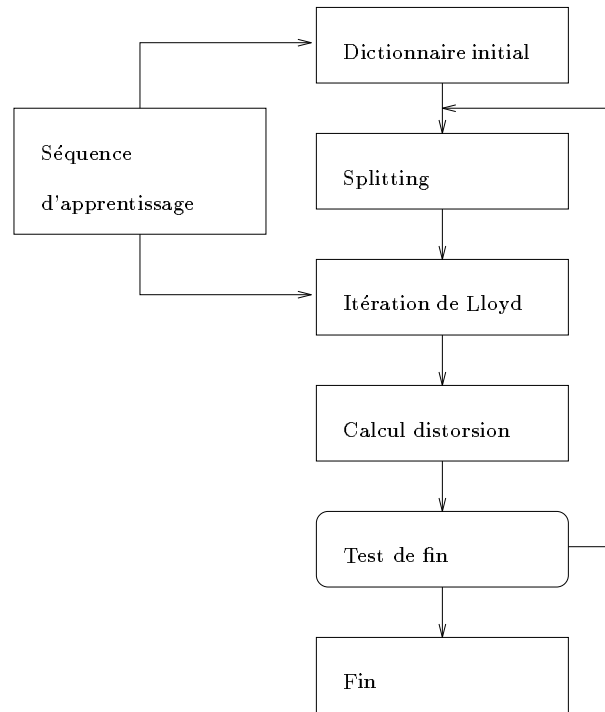 Dictionnaire initial
Séquence
d'apprentissage
Splitting
Itération de Lloyd
Calcul distorsion
Test de fin
Fin